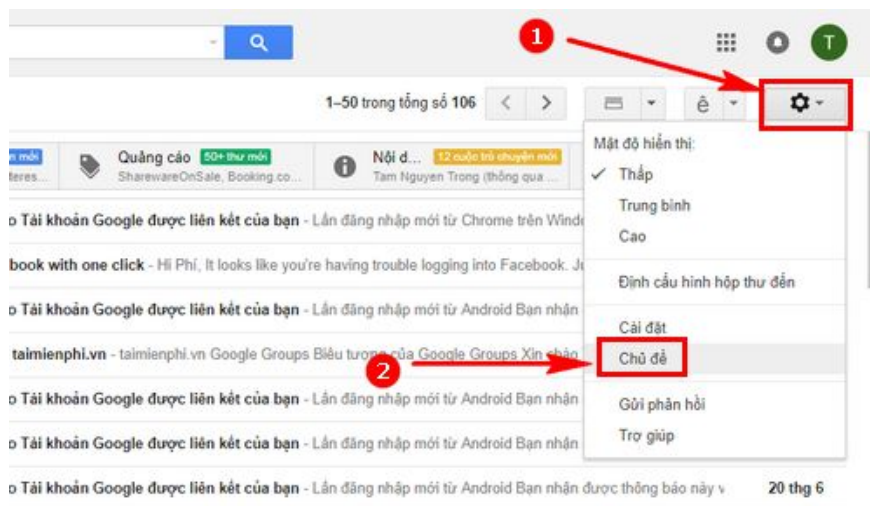 1
T
1–50 trong tổng số 106
ê
n mới
Quảng cáo 50+ thư mới
Nội d... 12 cuộc trò chuyện mới
teres...
SharewareOnSale, Booking.co...
Tam Nguyen Trong (thông qua ...
Mật độ hiển thị:
Thấp
Trung bình
Cao
Định cấu hình hộp thư đến
Cài đặt
Chủ đề
Gửi phản hồi
Trợ giúp
2
o Tài khoản Google được liên kết của bạn - Lần đăng nhập mới từ Chrome trên Wind
book with one click - Hi Phí, It looks like you're having trouble logging into Facebook. Ju
o Tài khoản Google được liên kết của bạn - Lần đăng nhập mới từ Android Bạn nhận
taimienphi.vn - taimienphi.vn Google Groups Biểu tượng của Google Groups Xin chào
o Tài khoản Google được liên kết của bạn - Lần đăng nhập mới từ Android Bạn nhận
o Tài khoản Google được liên kết của bạn - Lần đăng nhập mới từ Android Bạn nhận
o Tài khoản Google được liên kết của bạn - Lần đăng nhập mới từ Android Bạn nhận được thông báo này v 20 thg 6